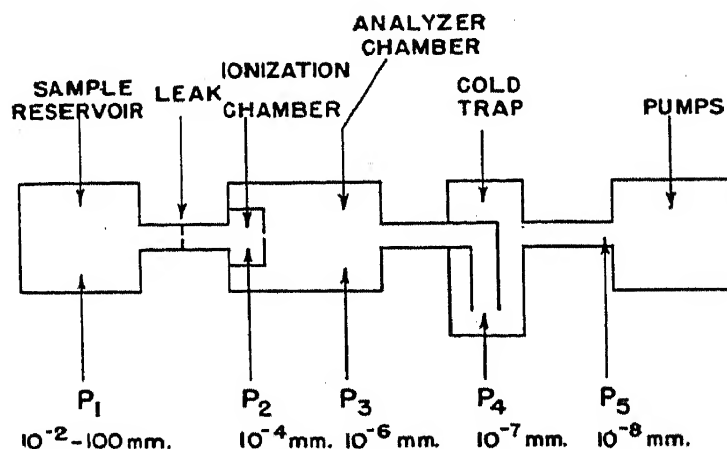 ANALYZER
CHAMBER
SAMPLE
RESERVOIR
LEAK
IONIZATION
CHAMBER
COLD
TRAP
PUMPS
P₁
P₂
P₃
P₄
P₅
10⁻²-100 mm.
10⁻⁴ mm.
10⁻⁶ mm.
10⁻⁷ mm.
10⁻⁸ mm.